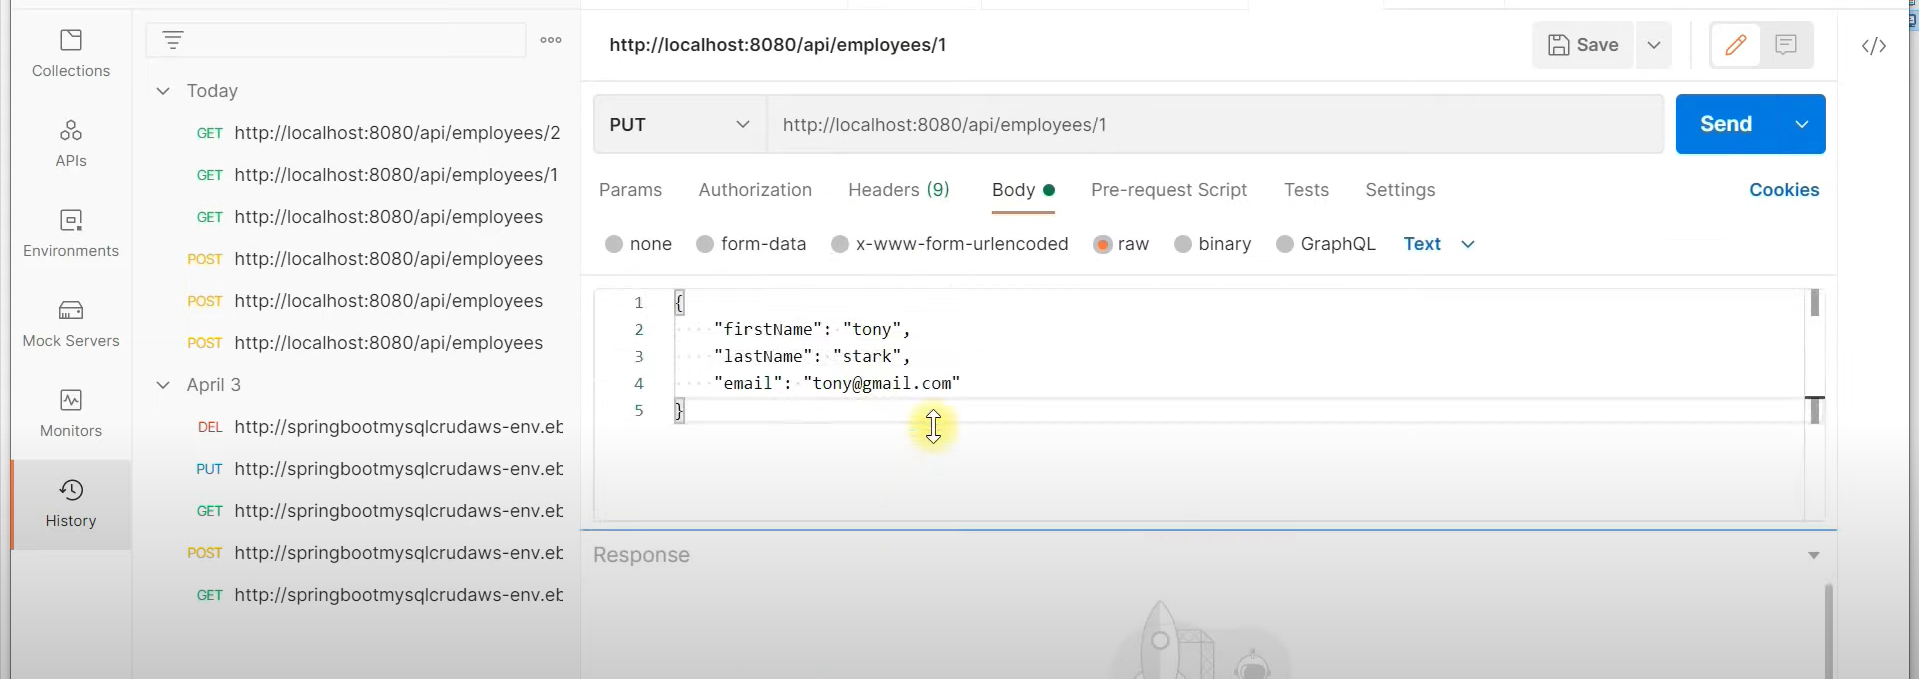 Collections
APIs
Environments
Mock Servers
Monitors
History
Today
GET http://localhost:8080/api/employees/2
GET http://localhost:8080/api/employees/1
GET http://localhost:8080/api/employees
POST http://localhost:8080/api/employees
POST http://localhost:8080/api/employees
POST http://localhost:8080/api/employees
April 3
DEL http://springbootmysqlcrudaws-env.eb
PUT http://springbootmysqlcrudaws-env.eb
GET http://springbootmysqlcrudaws-env.eb
POST http://springbootmysqlcrudaws-env.eb
GET http://springbootmysqlcrudaws-env.eb
http://localhost:8080/api/employees/1
Save
PUT http://localhost:8080/api/employees/1 Send
Params Authorization Headers (9) Body Pre-request Script Tests Settings Cookies
none form-data x-www-form-urlencoded raw binary GraphQL Text
1 {
2 "firstName": "tony",
3 "lastName": "stark",
4 "email": "tony@gmail.com"
5 }
Response